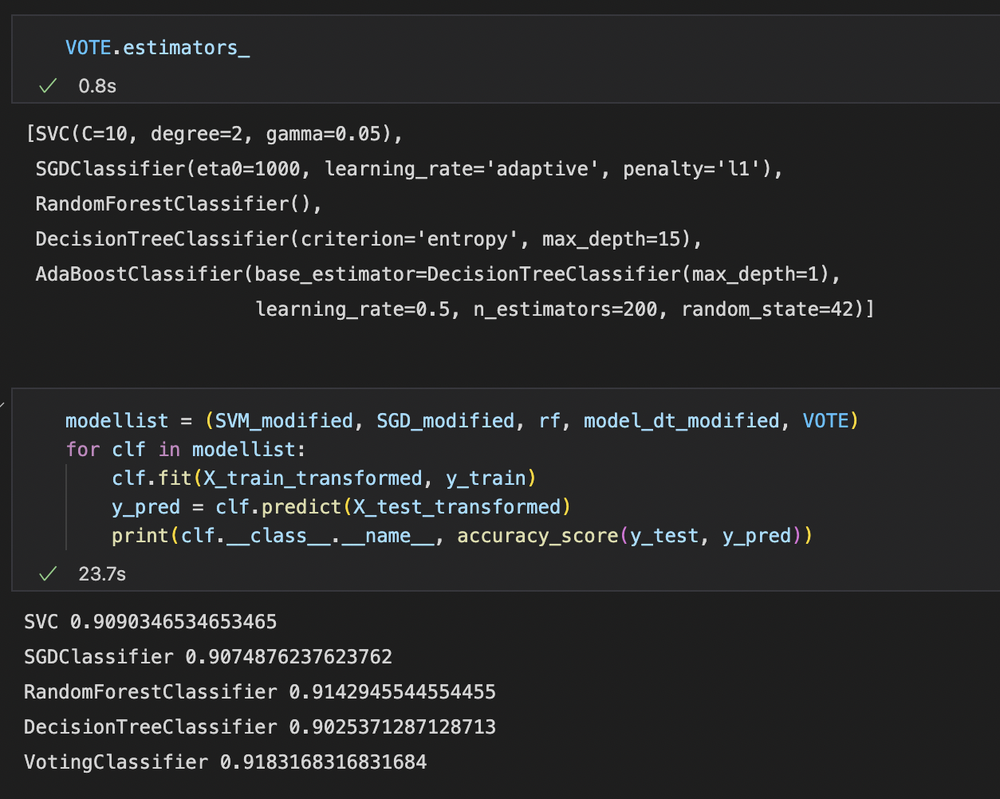 VOTE.estimators_
0.8s
[SVC(C=10, degree=2, gamma=0.05),
SGDClassifier(eta0=1000, learning_rate='adaptive', penalty='l1'),
RandomForestClassifier(),
DecisionTreeClassifier(criterion='entropy', max_depth=15),
AdaBoostClassifier(base_estimator=DecisionTreeClassifier(max_depth=1),
learning_rate=0.5, n_estimators=200, random_state=42)]
modellist = (SVM_modified, SGD_modified, rf, model_dt_modified, VOTE)
for clf in modellist:
clf.fit(X_train_transformed, y_train)
y_pred = clf.predict(X_test_transformed)
print(clf.__class__.__name__, accuracy_score(y_test, y_pred))
23.7s
SVC 0.9090346534653465
SGDClassifier 0.9074876237623762
RandomForestClassifier 0.9142945544554455
DecisionTreeClassifier 0.9025371287128713
VotingClassifier 0.9183168316831684